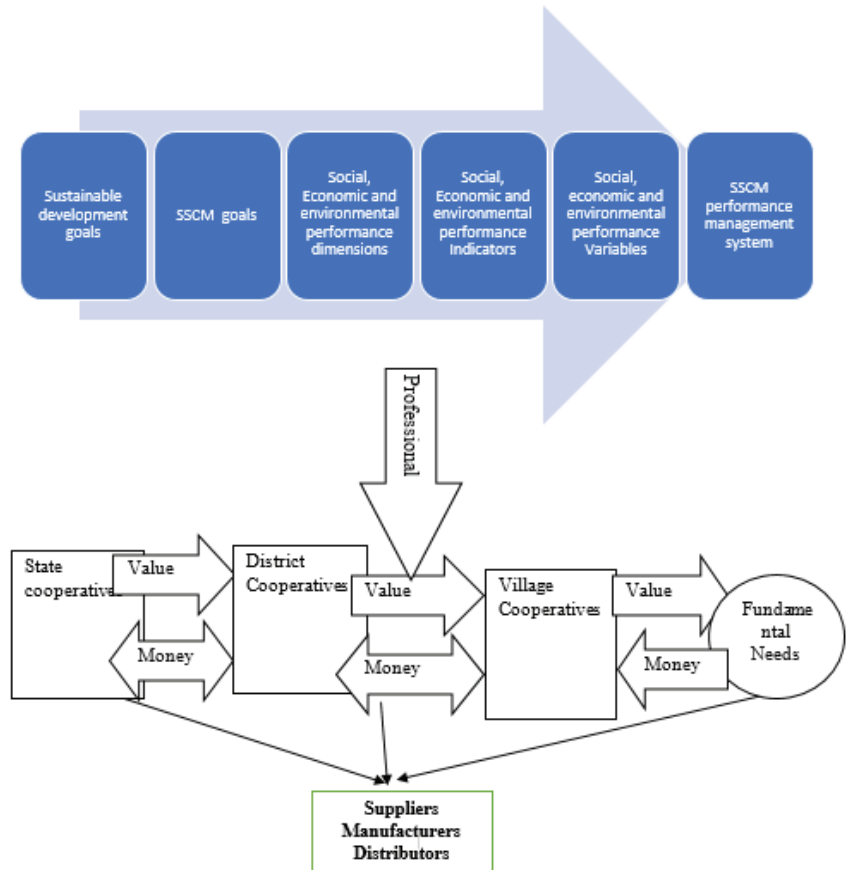 Sustainable
development
goals
SSCM goals
Social,
Economic and
environmental
performance
dimensions
Social,
Economic and
environmental
performance
Indicators
Social,
economic and
environmental
performance
Variables
SSCM
performance
management
system
Professional
State
cooperatives
Value
Money
District
Cooperatives
Value
Money
Village
Cooperatives
Value
Money
Fundame
ntal
Needs
Suppliers
Manufacturers
Distributors